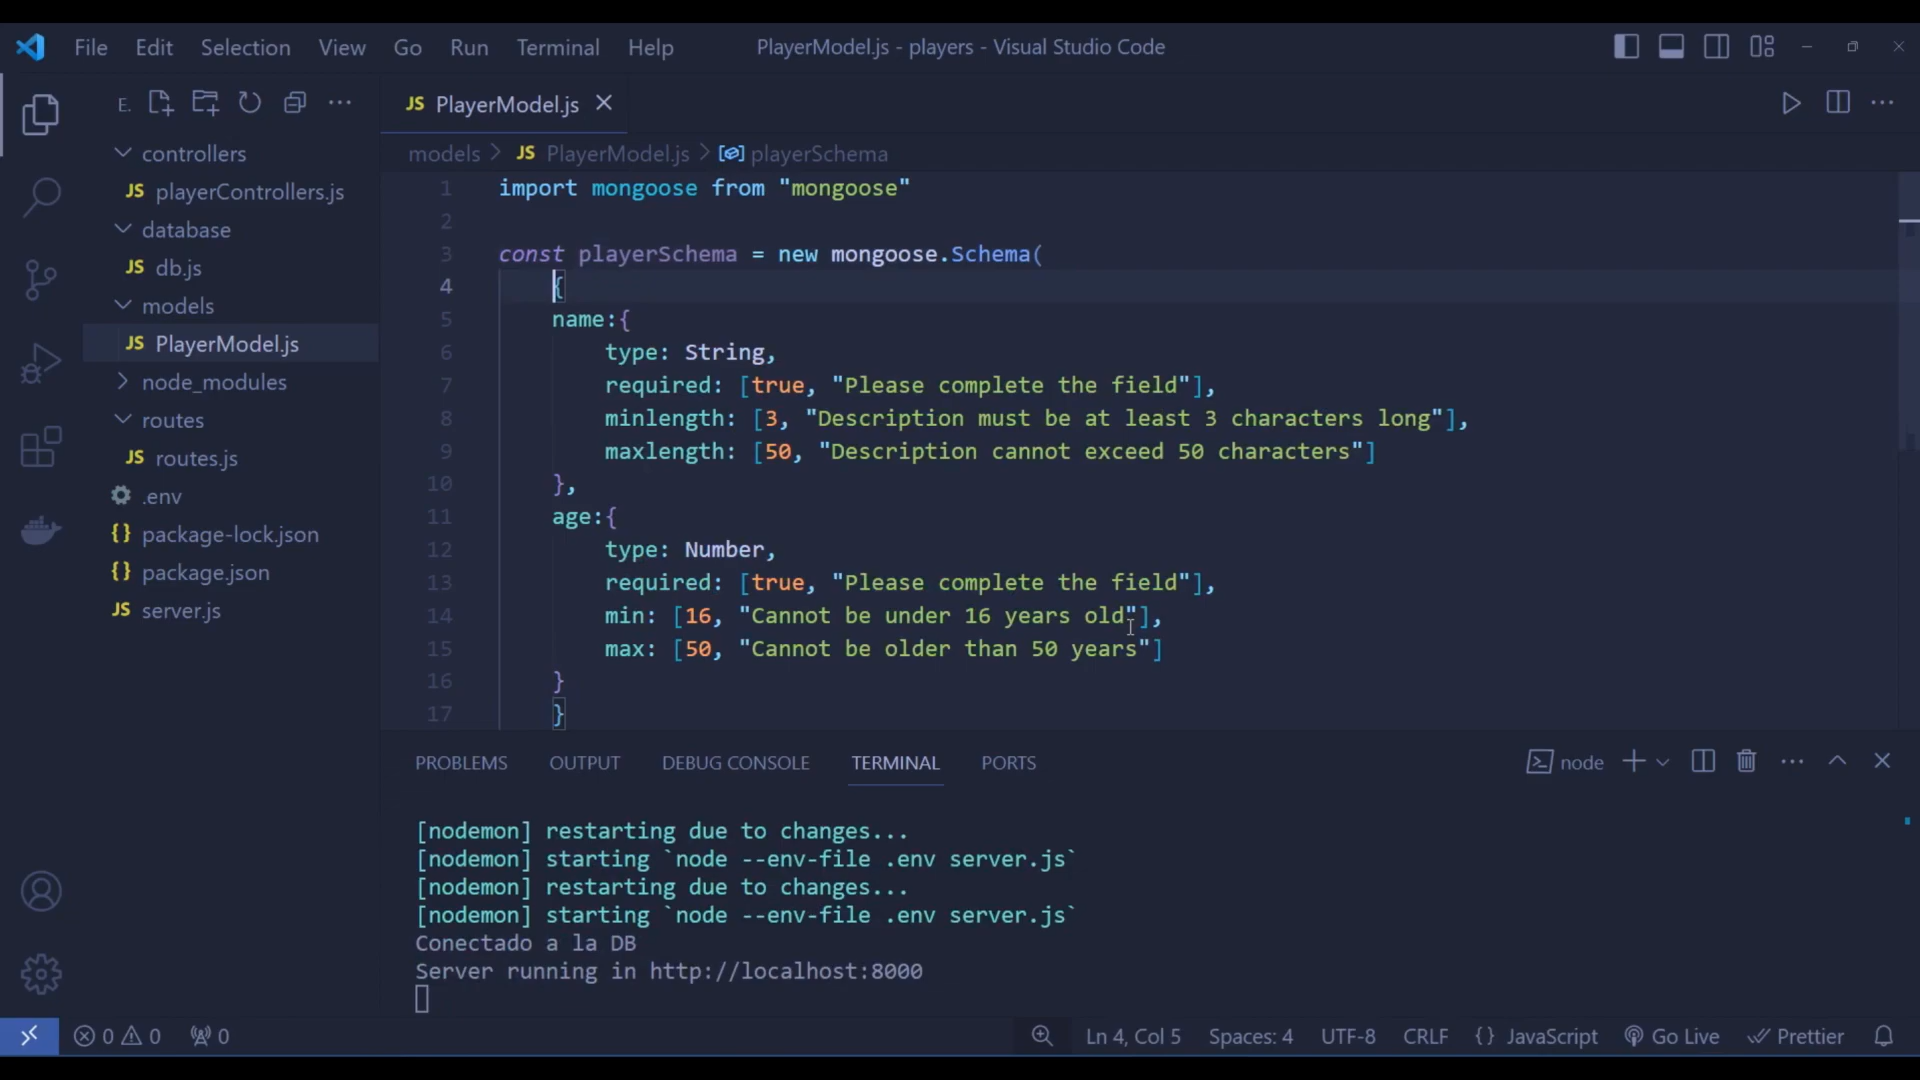 File Edit Selection View Go Run Terminal Help
PlayerModel.js - players - Visual Studio Code
E.
controllers
JS playerControllers.js
database
JS db.js
models
JS PlayerModel.js
node_modules
routes
JS routes.js
.env
{} package-lock.json
{} package.json
JS server.js
JS PlayerModel.js
models > JS PlayerModel.js > playerSchema
1 import mongoose from "mongoose"
2
3 const playerSchema = new mongoose.Schema(
4 {
5 name:{
6 type: String,
7 required: [true, "Please complete the field"],
8 minlength: [3, "Description must be at least 3 characters long"],
9 maxlength: [50, "Description cannot exceed 50 characters"]
10 },
11 age:{
12 type: Number,
13 required: [true, "Please complete the field"],
14 min: [16, "Cannot be under 16 years old"],
15 max: [50, "Cannot be older than 50 years"]
16 }
17 }
PROBLEMS OUTPUT DEBUG CONSOLE TERMINAL PORTS
node
[nodemon] restarting due to changes...
[nodemon] starting `node --env-file .env server.js`
[nodemon] restarting due to changes...
[nodemon] starting `node --env-file .env server.js`
Conectado a la DB
Server running in http://localhost:8000
0 0 0
Ln 4, Col 5 Spaces: 4 UTF-8 CRLF {} JavaScript Go Live Prettier